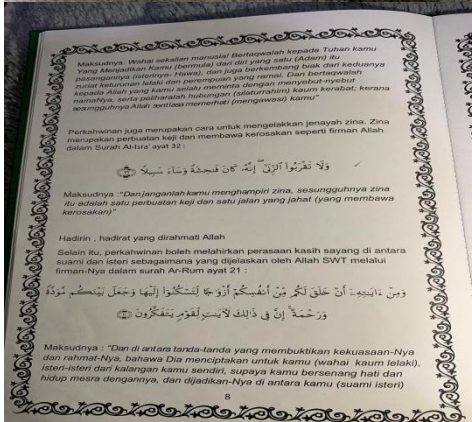 Maksudnya: Wahai sekalian manusia! Bertaqwalah kepada Tuhan kamu
Yang Menjadikan Kamu (bermula) dari diri yang satu (Adam) itu
pasangannya (isterinya- Hawa), dan juga berkembang biak dari keduanya
zuriat keturunan lelaki dan perempuan yang ramai. Dan bertaqwalah
kepada Allah yang kamu selalu meminta dengan menyebut-nyebut
namaNya, serta peliharalah hubungan (silaturrahim) kaum kerabat; kerana
sesungguhnya Allah sentiasa memerhati (mengawasi) kamu"
Perkahwinan juga merupakan cara untuk mengelakkan jenayah zina. Zina
merupakan perbuatan keji dan membawa kerosakan seperti firman Allah
dalam Surah Al-Isra' ayat 32 :
وَلَا تَقْرَبُوا۟ ٱلزِّنَىٰٓ ۖ إِنَّهُۥ كَانَ فَـٰحِشَةً وَسَآءَ سَبِيلًا ﴿٣٢﴾
Maksudnya :"Dan janganlah kamu menghampiri zina, sesungguhnya zina
itu adalah satu perbuatan keji dan satu jalan yang jahat (yang membawa
kerosakan)"
Hadirin , hadirat yang dirahmati Allah
Selain itu, perkahwinan boleh melahirkan perasaan kasih sayang di antara
suami dan isteri sebagaimana yang dijelaskan oleh Allah SWT melalui
firman-Nya dalam surah Ar-Rum ayat 21 :
وَمِنْ ءَايَـٰتِهِۦٓ أَنْ خَلَقَ لَكُم مِّنْ أَنفُسِكُمْ أَزْوَٰجًا لِّتَسْكُنُوٓا۟ إِلَيْهَا وَجَعَلَ بَيْنَكُم مَّوَدَّةً
وَرَحْمَةً ۚ إِنَّ فِى ذَٰلِكَ لَـَٔايَـٰتٍ لِّقَوْمٍ يَتَفَكَّرُونَ ﴿٢١﴾
Maksudnya : "Dan di antara tanda-tanda yang membuktikan kekuasaan-Nya
dan rahmat-Nya, bahawa Dia menciptakan untuk kamu (wahai kaum lelaki),
isteri-isteri dari kalangan kamu sendiri, supaya kamu bersenang hati dan
hidup mesra dengannya, dan dijadikan-Nya di antara kamu (suami isteri)
8